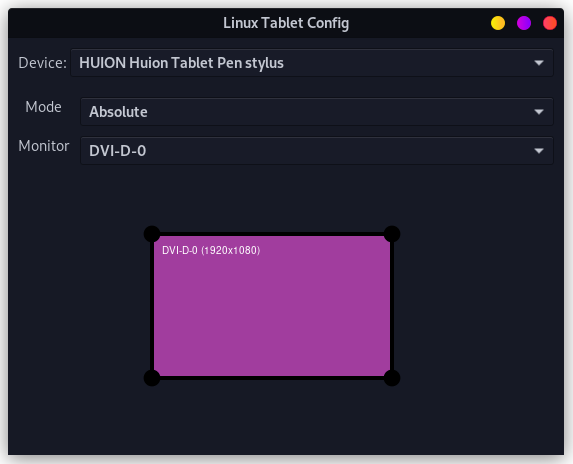 Linux Tablet Config
Device: HUION Huion Tablet Pen stylus
Mode Absolute
Monitor DVI-D-0
DVI-D-0 (1920x1080)